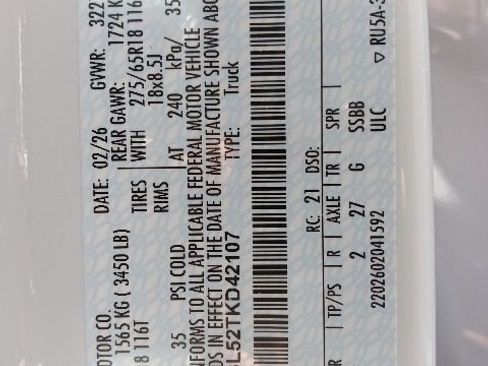 OTOR CO. DATE: 02/26 GVWR: 322
1565 KG ( 3450 LB) REAR GAWR: 1724 K
8 116T TIRES WITH 275/65R18 116
RIMS 18x8.5J
35 PSI COLD AT 240 kPa/ 35
NFORMS TO ALL APPLICABLE FEDERAL MOTOR VEHICLE
DS IN EFFECT ON THE DATE OF MANUFACTURE SHOWN ABO
L52TKD42107 TYPE: Truck
RC: 21 DSO:
R TP/PS R AXLE TR SPR
2 27 G SSBB
2202602041592 ULC ▽ RU5A-3